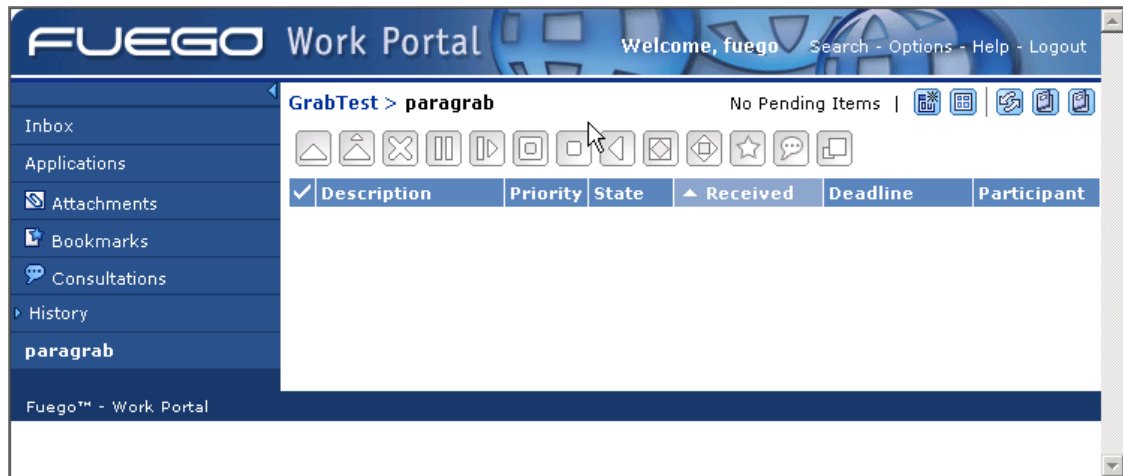 FUEGO Work Portal Welcome, fuego Search - Options - Help - Logout
GrabTest > paragrab No Pending Items |
Inbox
Applications
Attachments
Bookmarks
Consultations
History
paragrab
Description Priority State Received Deadline Participant
Fuego™ - Work Portal